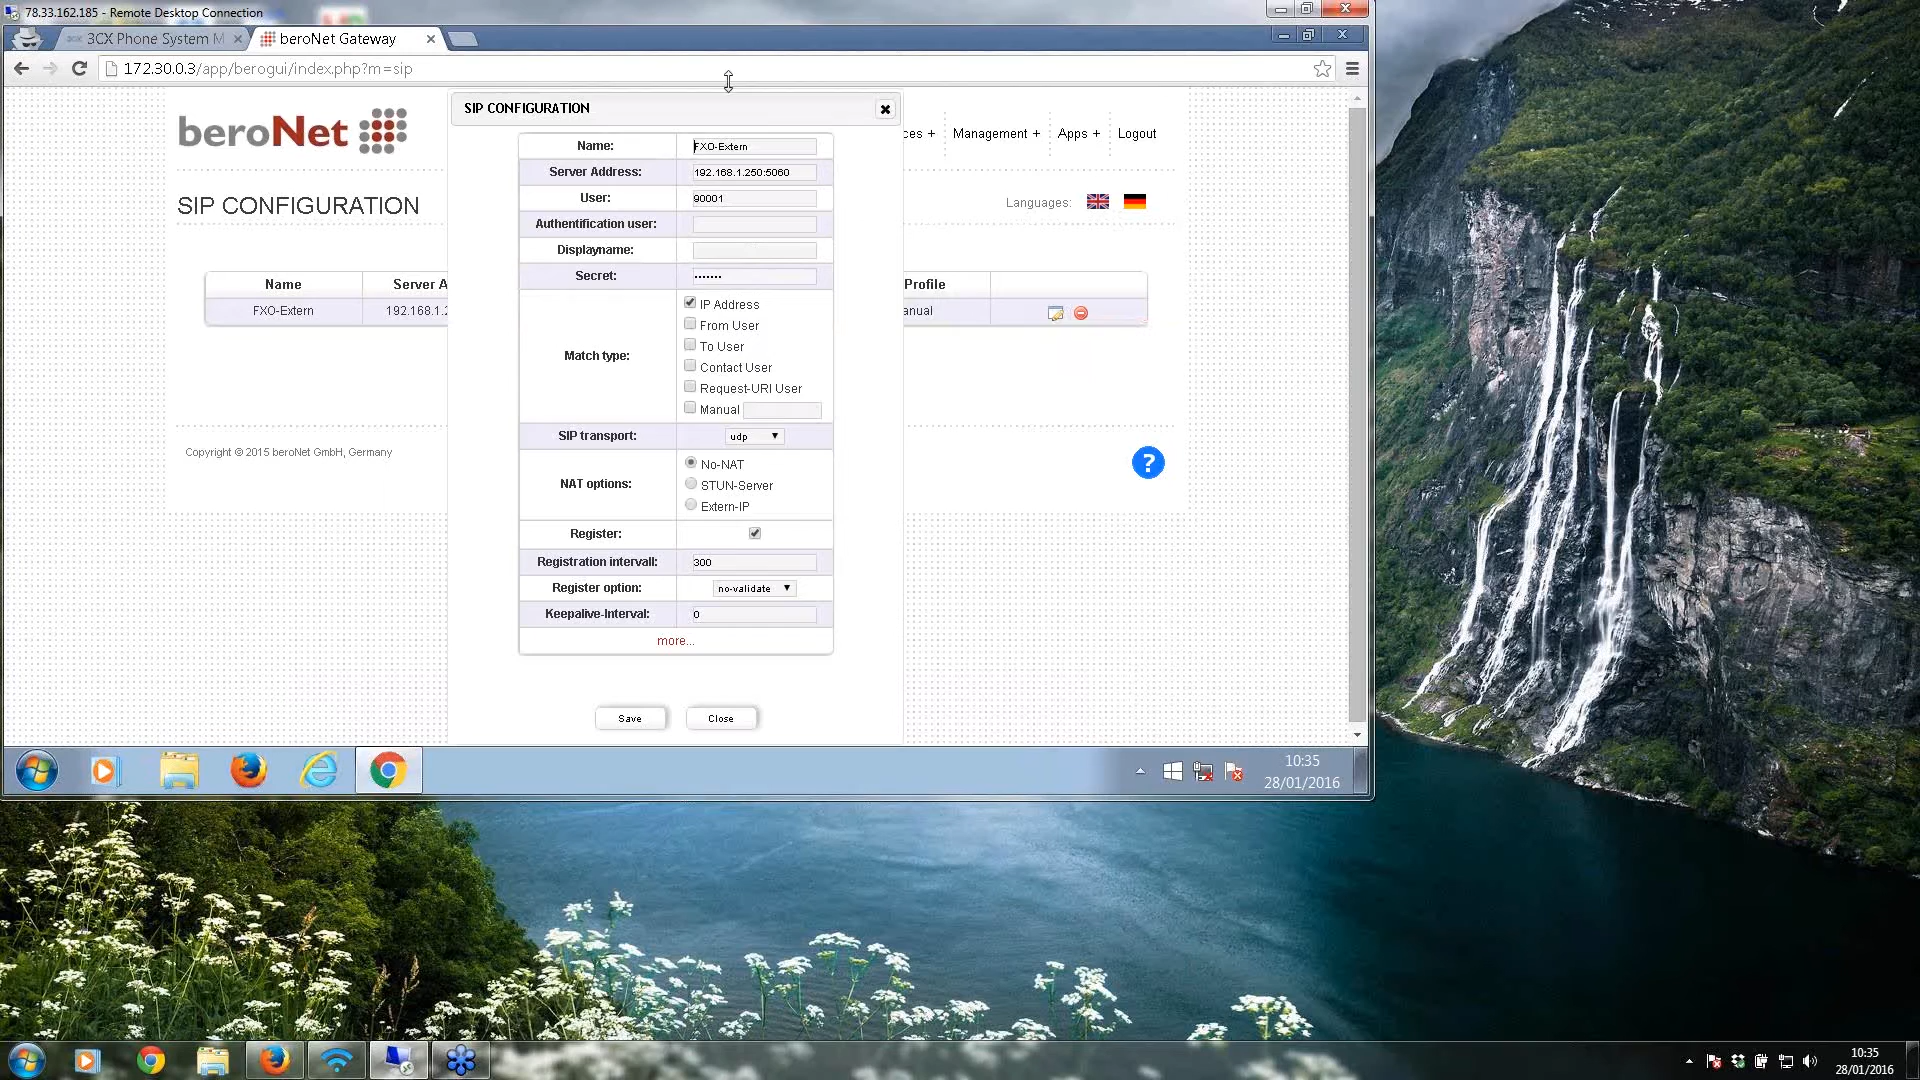 78.33.162.185 - Remote Desktop Connection
3CX Phone System M
beroNet Gateway
172.30.0.3/app/berogui/index.php?m=sip
beroNet
SIP CONFIGURATION
ces +
Management +
Apps +
Logout
SIP CONFIGURATION
Languages:
Name
Server A
Profile
FXO-Extern
192.168.1.2
anual
Name: FXO-Extern
Server Address: 192.168.1.250:5060
User: 90001
Authentification user:
Displayname:
Secret: •••••••
Match type:
IP Address
From User
To User
Contact User
Request-URI User
Manual
SIP transport: udp
NAT options:
No-NAT
STUN-Server
Extern-IP
Register:
Registration intervall: 300
Register option: no-validate
Keepalive-Interval: 0
more...
Save
Close
Copyright © 2015 beroNet GmbH, Germany
?
10:35
28/01/2016
10:35
28/01/2016